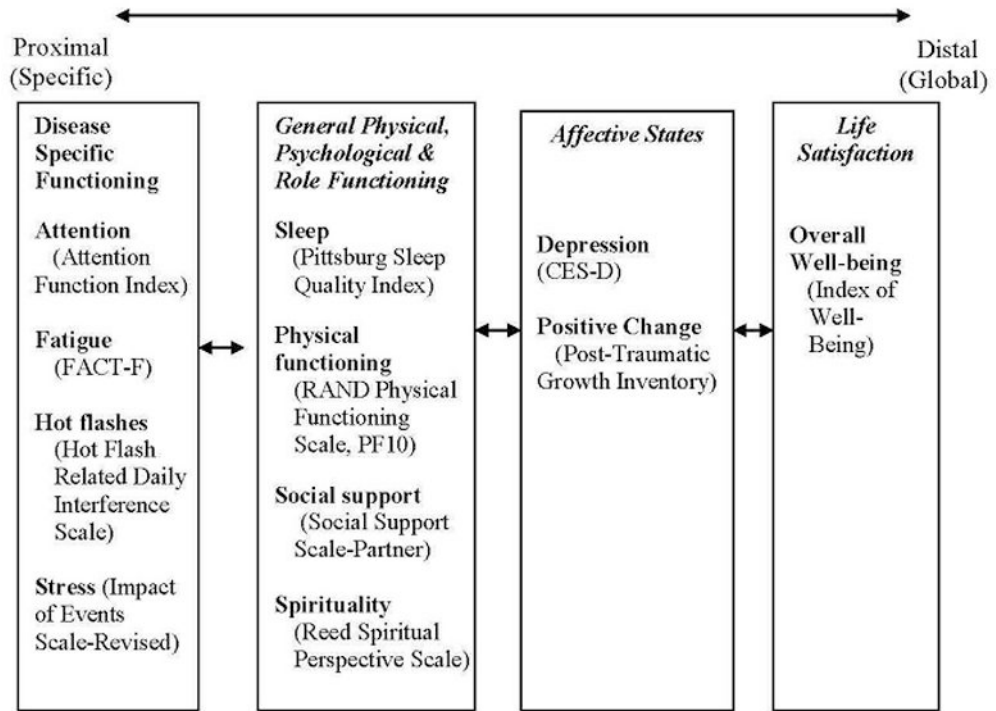 Proximal
(Specific)
Distal
(Global)
Disease
Specific
Functioning
Attention
(Attention
Function Index)
Fatigue
(FACT-F)
Hot flashes
(Hot Flash
Related Daily
Interference
Scale)
Stress (Impact
of Events
Scale-Revised)
General Physical,
Psychological &
Role Functioning
Sleep
(Pittsburg Sleep
Quality Index)
Physical
functioning
(RAND Physical
Functioning
Scale, PF10)
Social support
(Social Support
Scale-Partner)
Spirituality
(Reed Spiritual
Perspective Scale)
Affective States
Depression
(CES-D)
Positive Change
(Post-Traumatic
Growth Inventory)
Life
Satisfaction
Overall
Well-being
(Index of
Well-
Being)